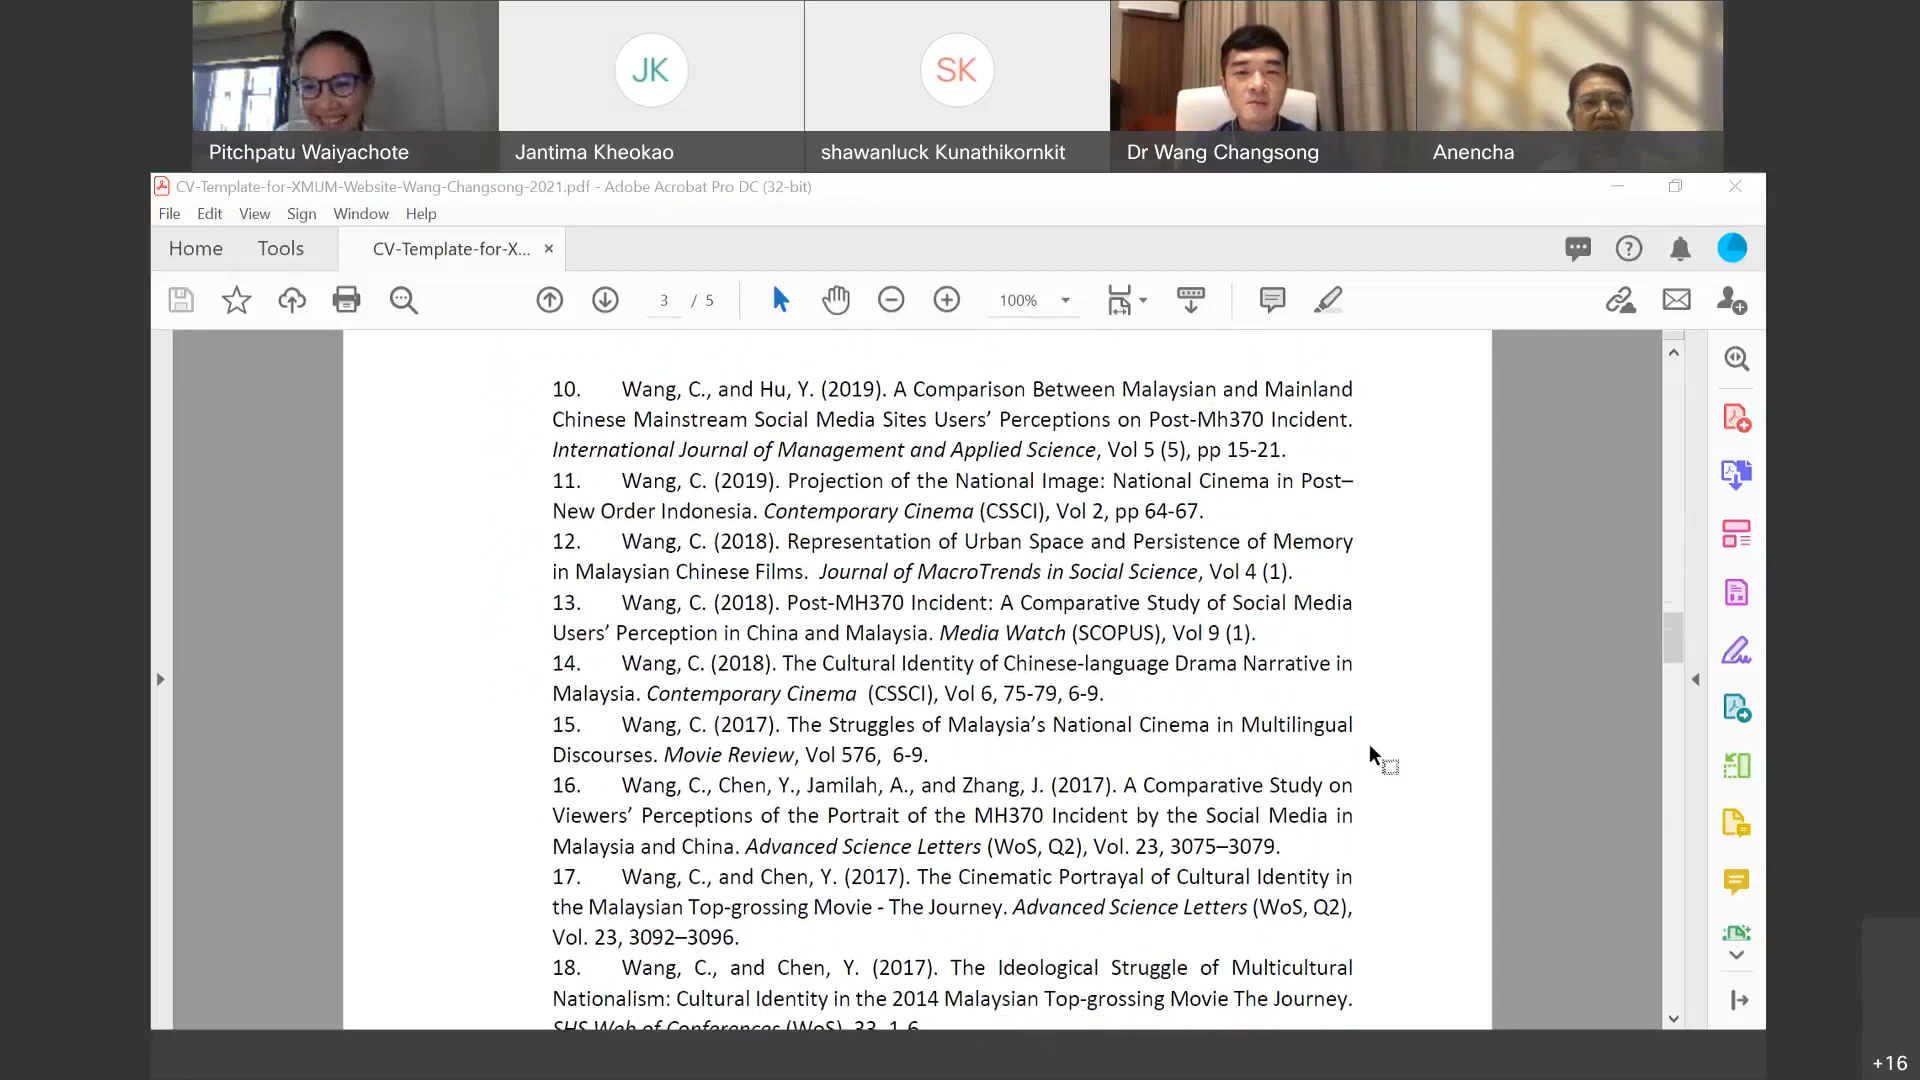 JK
SK
Pitchpatu Waiyachote
Jantima Kheokao
shawanluck Kunathikornkit
Dr Wang Changsong
Anencha
CV-Template-for-XMUM-Website-Wang-Changsong-2021.pdf - Adobe Acrobat Pro DC (32-bit)
File Edit View Sign Window Help
Home Tools CV-Template-for-X... ×
3 / 5 100%
10. Wang, C., and Hu, Y. (2019). A Comparison Between Malaysian and Mainland
Chinese Mainstream Social Media Sites Users’ Perceptions on Post-Mh370 Incident.
International Journal of Management and Applied Science, Vol 5 (5), pp 15-21.
11. Wang, C. (2019). Projection of the National Image: National Cinema in Post–
New Order Indonesia. Contemporary Cinema (CSSCI), Vol 2, pp 64-67.
12. Wang, C. (2018). Representation of Urban Space and Persistence of Memory
in Malaysian Chinese Films. Journal of MacroTrends in Social Science, Vol 4 (1).
13. Wang, C. (2018). Post-MH370 Incident: A Comparative Study of Social Media
Users’ Perception in China and Malaysia. Media Watch (SCOPUS), Vol 9 (1).
14. Wang, C. (2018). The Cultural Identity of Chinese-language Drama Narrative in
Malaysia. Contemporary Cinema (CSSCI), Vol 6, 75-79, 6-9.
15. Wang, C. (2017). The Struggles of Malaysia’s National Cinema in Multilingual
Discourses. Movie Review, Vol 576, 6-9.
16. Wang, C., Chen, Y., Jamilah, A., and Zhang, J. (2017). A Comparative Study on
Viewers’ Perceptions of the Portrait of the MH370 Incident by the Social Media in
Malaysia and China. Advanced Science Letters (WoS, Q2), Vol. 23, 3075–3079.
17. Wang, C., and Chen, Y. (2017). The Cinematic Portrayal of Cultural Identity in
the Malaysian Top-grossing Movie - The Journey. Advanced Science Letters (WoS, Q2),
Vol. 23, 3092–3096.
18. Wang, C., and Chen, Y. (2017). The Ideological Struggle of Multicultural
Nationalism: Cultural Identity in the 2014 Malaysian Top-grossing Movie The Journey.
SHS Web of Conferences (WoS), 33, 1-6.
+16